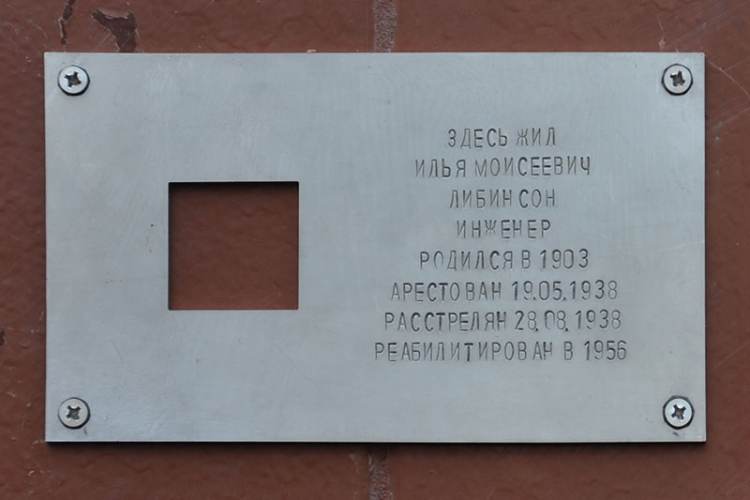 ЗДЕСЬ ЖИЛ
ИЛЬЯ МОИСЕЕВИЧ
ЛИБИНСОН
ИНЖЕНЕР
РОДИЛСЯ В 1903
АРЕСТОВАН 19.05.1938
РАССТРЕЛЯН 28.08.1938
РЕАБИЛИТИРОВАН В 1956